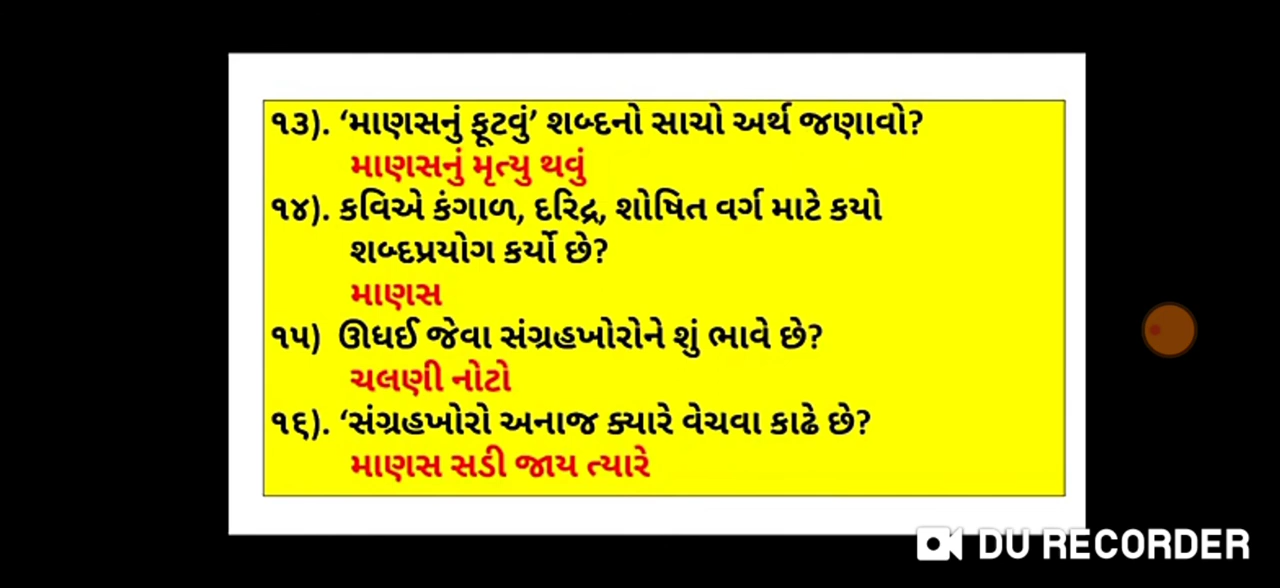 ૧૩). ‘માણસનું ફૂટવું’ શબ્દનો સાચો અર્થ જણાવો?
માણસનું મૃત્યુ થવું
૧૪). કવિએ કંગાળ, દરિદ્ર, શોષિત વર્ગ માટે કયો
શબ્દપ્રયોગ કર્યો છે?
માણસ
૧૫) ઊધઈ જેવા સંગ્રહખોરોને શું ભાવે છે?
ચલણી નોટો
૧૬). ‘સંગ્રહખોરો અનાજ ક્યારે વેચવા કાઢે છે?
માણસ સડી જાય ત્યારે
DU RECORDER